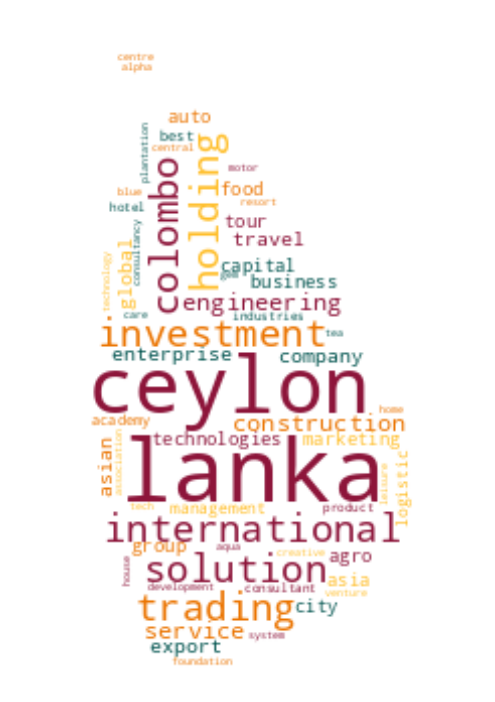 centre
alpha
auto
plantation
best
central
holding
colombo
motor
blue
food
resort
hotel
tour
consultancy
travel
global
capital
technology
gem
business
engineering
care
industries
investment
tea
enterprise
company
ceylon
home
academy
construction
technologies
marketing
asian
association
lanka
logistic
leisure
tech
management
product
international
group
aqua
creative
agro
house
solution
asia
development
consultant
venture
trading
city
service
system
export
foundation